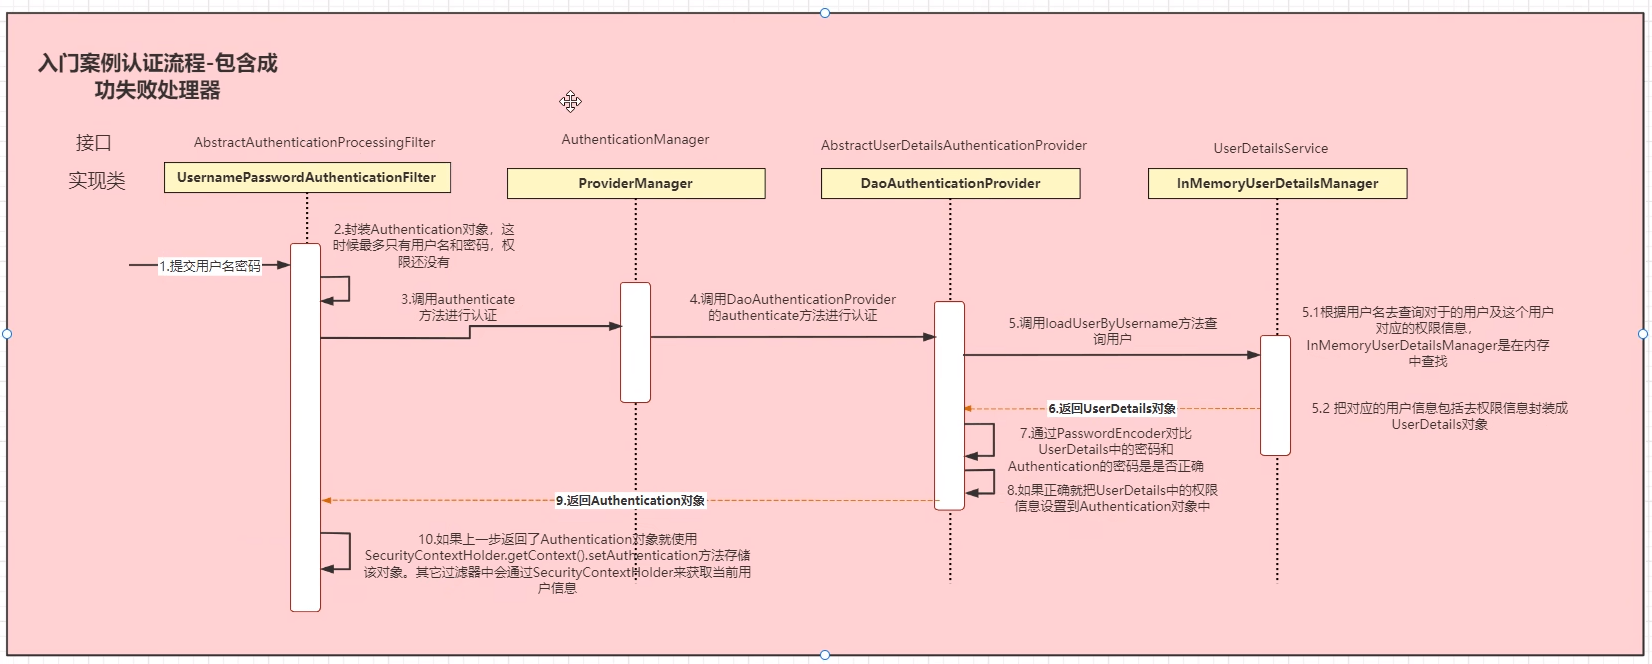 入门案例认证流程-包含成
功失败处理器
接口
AbstractAuthenticationProcessingFilter
AuthenticationManager
AbstractUserDetailsAuthenticationProvider
UserDetailsService
实现类
UsernamePasswordAuthenticationFilter
ProviderManager
DaoAuthenticationProvider
InMemoryUserDetailsManager
1.提交用户名密码
2.封装Authentication对象，这
时候最多只有用户名和密码，权
限还没有
3.调用authenticate
方法进行认证
4.调用DaoAuthenticationProvider
的authenticate方法进行认证
5.调用loadUserByUsername方法查
询用户
5.1根据用户名去查询对于的用户及这个用户
对应的权限信息，
InMemoryUserDetailsManager是在内存
中查找
5.2 把对应的用户信息包括去权限信息封装成
UserDetails对象
6.返回UserDetails对象
7.通过PasswordEncoder对比
UserDetails中的密码和
Authentication的密码是是否正确
8.如果正确就把UserDetails中的权限
信息设置到Authentication对象中
9.返回Authentication对象
10.如果上一步返回了Authentication对象就使用
SecurityContextHolder.getContext().setAuthentication方法存储
该对象。其它过滤器中会通过SecurityContextHolder来获取当前用
户信息